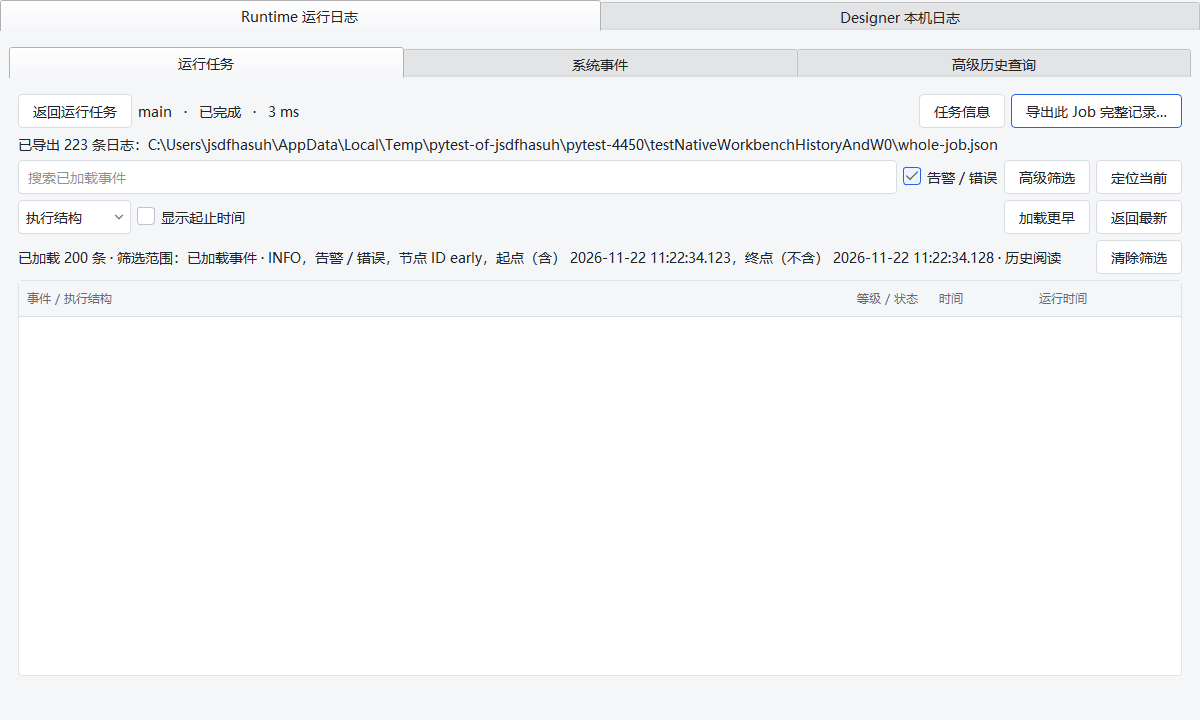 Runtime 运行日志 Designer 本机日志
运行任务 系统事件 高级历史查询
返回运行任务 main · 已完成 · 3 ms 任务信息 导出此 Job 完整记录...
已导出 223 条日志：C:\Users\jsdfhasuh\AppData\Local\Temp\pytest-of-jsdfhasuh\pytest-4450\testNativeWorkbenchHistoryAndW0\whole-job.json
搜索已加载事件 告警 / 错误 高级筛选 定位当前
执行结构 显示起止时间 加载更早 返回最新
已加载 200 条 · 筛选范围：已加载事件 · INFO，告警 / 错误，节点 ID early，起点（含） 2026-11-22 11:22:34.123，终点（不含） 2026-11-22 11:22:34.128 · 历史阅读 清除筛选
事件 / 执行结构 等级 / 状态 时间 运行时间